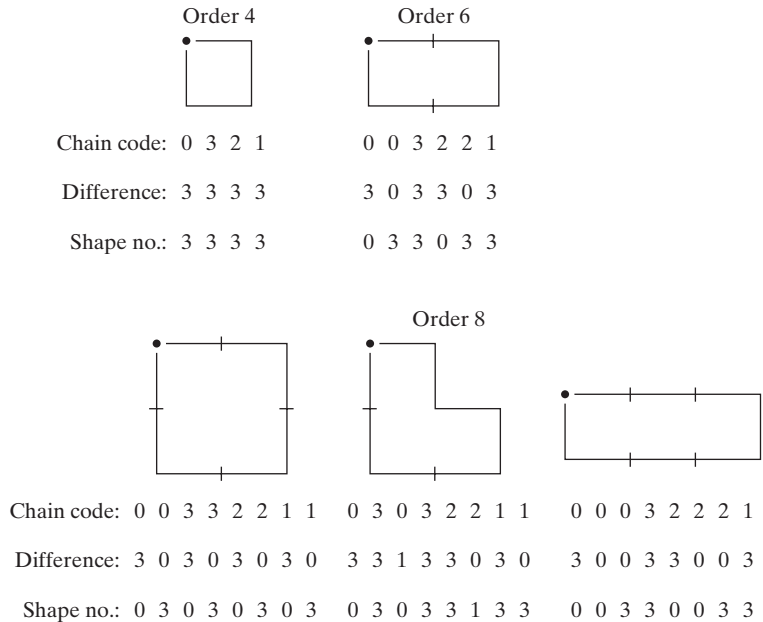 Order 4 Order 6
Chain code: 0 3 2 1 0 0 3 2 2 1
Difference: 3 3 3 3 3 0 3 3 0 3
Shape no.: 3 3 3 3 0 3 3 0 3 3
Order 8
Chain code: 0 0 3 3 2 2 1 1 0 3 0 3 2 2 1 1 0 0 0 3 2 2 2 1
Difference: 3 0 3 0 3 0 3 0 3 3 1 3 3 0 3 0 3 0 0 3 3 0 0 3
Shape no.: 0 3 0 3 0 3 0 3 0 3 0 3 3 1 3 3 0 0 3 3 0 0 3 3